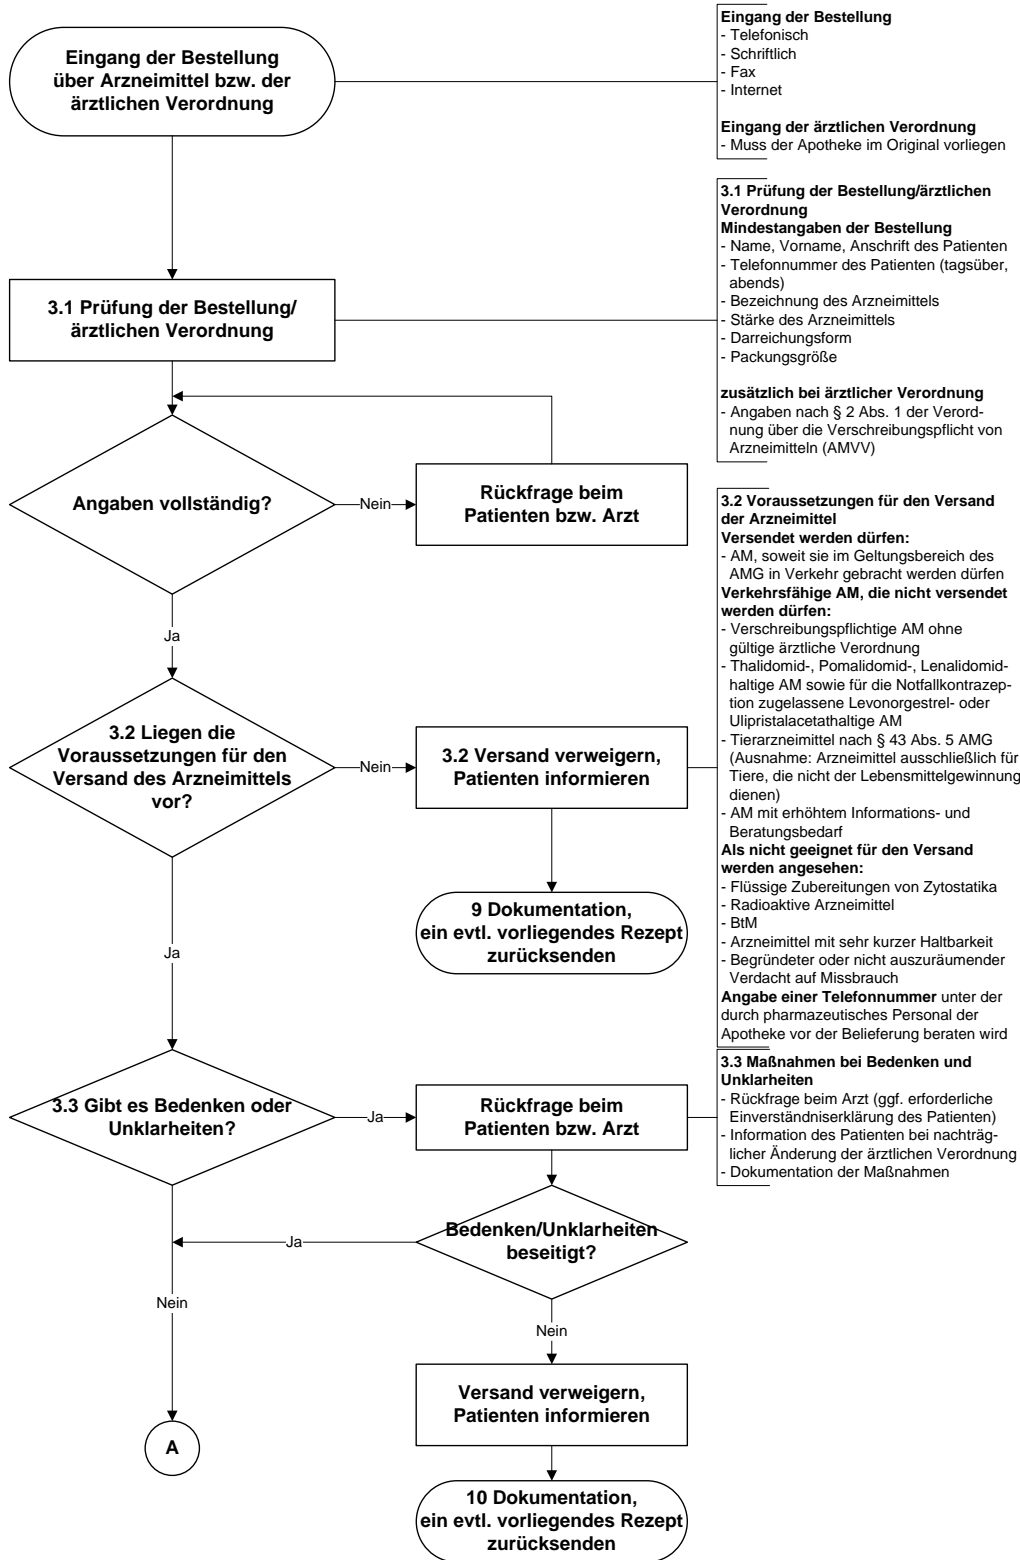 Eingang der Bestellung
über Arzneimittel bzw. der
ärztlichen Verordnung
Eingang der Bestellung
- Telefonisch
- Schriftlich
- Fax
- Internet
Eingang der ärztlichen Verordnung
- Muss der Apotheke im Original vorliegen
3.1 Prüfung der Bestellung/
ärztlichen Verordnung
3.1 Prüfung der Bestellung/ärztlichen
Verordnung
Mindestangaben der Bestellung
- Name, Vorname, Anschrift des Patienten
- Telefonnummer des Patienten (tagsüber,
abends)
- Bezeichnung des Arzneimittels
- Stärke des Arzneimittels
- Darreichungsform
- Packungsgröße
zusätzlich bei ärztlicher Verordnung
- Angaben nach § 2 Abs. 1 der Verord-
nung über die Verschreibungspflicht von
Arzneimitteln (AMVV)
Angaben vollständig?
Nein
Rückfrage beim
Patienten bzw. Arzt
Ja
3.2 Liegen die
Voraussetzungen für den
Versand des Arzneimittels
vor?
Nein
3.2 Versand verweigern,
Patienten informieren
9 Dokumentation,
ein evtl. vorliegendes Rezept
zurücksenden
Ja
3.2 Voraussetzungen für den Versand
der Arzneimittel
Versendet werden dürfen:
- AM, soweit sie im Geltungsbereich des
AMG in Verkehr gebracht werden dürfen
Verkehrsfähige AM, die nicht versendet
werden dürfen:
- Verschreibungspflichtige AM ohne
gültige ärztliche Verordnung
- Thalidomid-, Pomalidomid-, Lenalidomid-
haltige AM sowie für die Notfallkontrazep-
tion zugelassene Levonorgestrel- oder
Ulipristalacetathaltige AM
- Tierarzneimittel nach § 43 Abs. 5 AMG
(Ausnahme: Arzneimittel ausschließlich für
Tiere, die nicht der Lebensmittelgewinnung
dienen)
- AM mit erhöhtem Informations- und
Beratungsbedarf
Als nicht geeignet für den Versand
werden angesehen:
- Flüssige Zubereitungen von Zytostatika
- Radioaktive Arzneimittel
- BtM
- Arzneimittel mit sehr kurzer Haltbarkeit
- Begründeter oder nicht auszuräumender
Verdacht auf Missbrauch
Angabe einer Telefonnummer unter der
durch pharmazeutisches Personal der
Apotheke vor der Belieferung beraten wird
3.3 Gibt es Bedenken oder
Unklarheiten?
Ja
Rückfrage beim
Patienten bzw. Arzt
3.3 Maßnahmen bei Bedenken und
Unklarheiten
- Rückfrage beim Arzt (ggf. erforderliche
Einverständniserklärung des Patienten)
- Information des Patienten bei nachträg-
licher Änderung der ärztlichen Verordnung
- Dokumentation der Maßnahmen
Bedenken/Unklarheiten
beseitigt?
Ja
Nein
Nein
Versand verweigern,
Patienten informieren
A
10 Dokumentation,
ein evtl. vorliegendes Rezept
zurücksenden